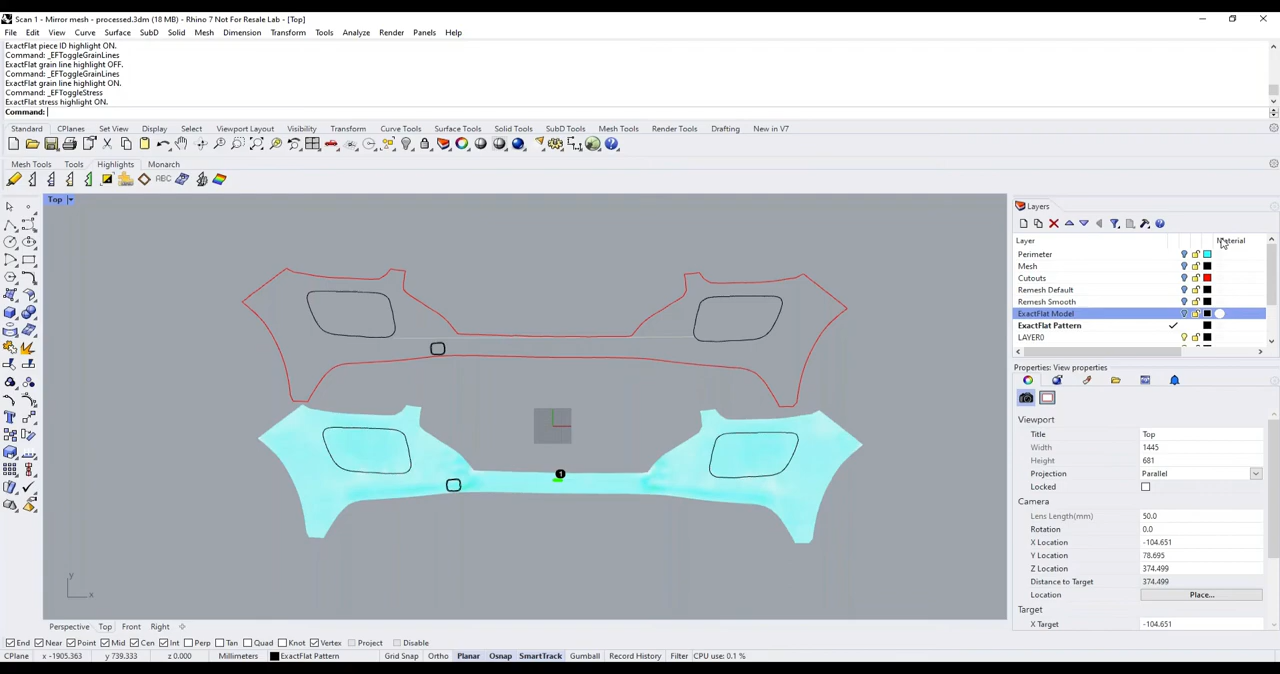 Scan 1 - Mirror mesh - processed.3dm (18 MB) - Rhino 7 Not For Resale Lab - [Top]
File Edit View Curve Surface SubD Solid Mesh Dimension Transform Tools Analyze Render Panels Help
ExactFlat piece ID highlight ON.
Command: _EFToggleGrainLines
ExactFlat grain line highlight OFF.
Command: _EFToggleGrainLines
ExactFlat grain line highlight ON.
Command: _EFToggleStress
ExactFlat stress highlight ON.
Command:
Standard CPlanes Set View Display Select Viewport Layout Visibility Transform Curve Tools Surface Tools Solid Tools SubD Tools Mesh Tools Render Tools Drafting New in V7
Mesh Tools Tools Highlights Monarch
ABC
Top
Layers
Layer Material
Perimeter
Mesh
Cutouts
Remesh Default
Remesh Smooth
ExactFlat Model
ExactFlat Pattern
LAYER0
Properties: View properties
Viewport
Title Top
Width 1445
Height 681
Projection Parallel
Locked
Camera
Lens Length(mm) 50.0
Rotation 0.0
X Location -104.651
Y Location 78.695
Z Location 374.499
Distance to Target 374.499
Location Place...
Target
X Target -104.651
1
y
x
Perspective Top Front Right
End Near Point Mid Cen Int Perp Tan Quad Knot Vertex Project Disable
CPlane x -1905.363 y 739.333 z 0.000 Millimeters ExactFlat Pattern Grid Snap Ortho Planar Osnap SmartTrack Gumball Record History Filter CPU use: 0.1 %